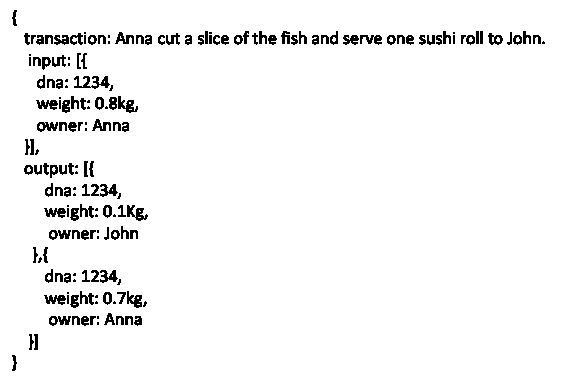 {
transaction: Anna cut a slice of the fish and serve one sushi roll to John.
input: [{
dna: 1234,
weight: 0.8kg,
owner: Anna
}],
output: [{
dna: 1234,
weight: 0.1Kg,
owner: John
},{
dna: 1234,
weight: 0.7kg,
owner: Anna
}]
}